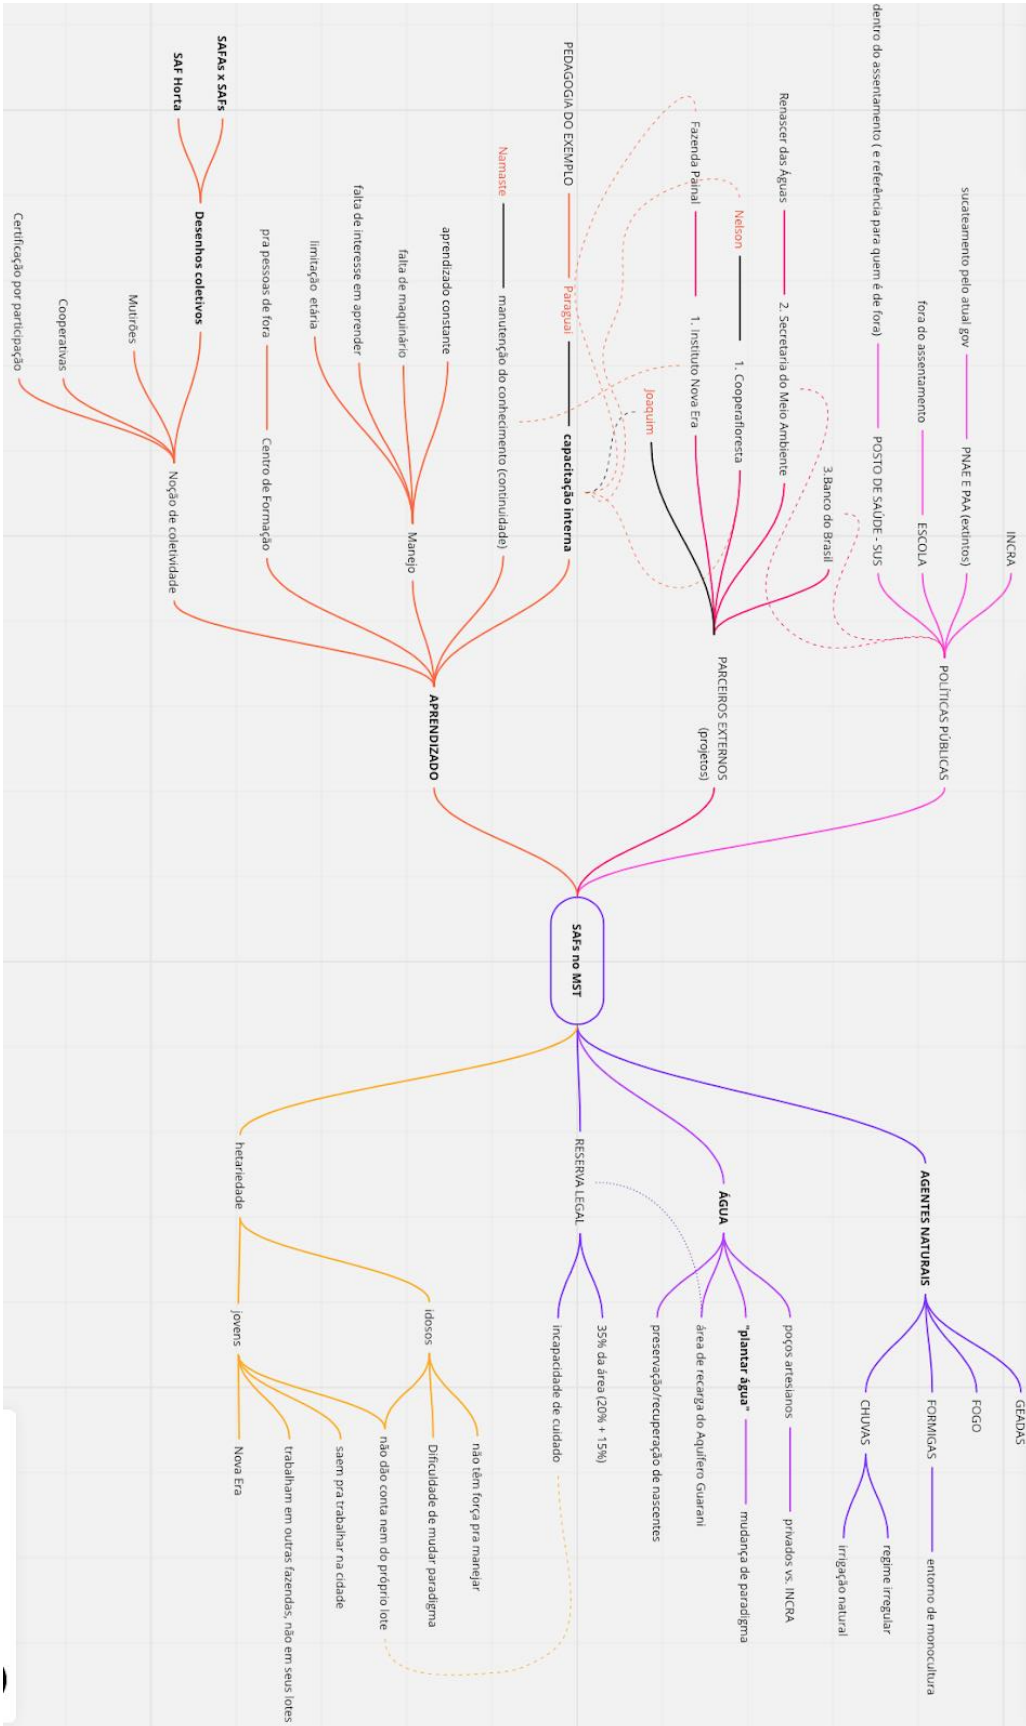 SAFs no MST
POLÍTICAS PÚBLICAS
INCRA
PNAE E PAA (extintos)
sucateamento pelo atual gov
ESCOLA
fora do assentamento
POSTO DE SAÚDE - SUS
dentro do assentamento ( e referência para quem é de fora)
PARCEIROS EXTERNOS
(projetos)
3.Banco do Brasil
2. Secretaria do Meio Ambiente
Renascer das Águas
1. Cooperafloresta
Nelson
1. Instituto Nova Era
Fazenda Painal
Joaquim
APRENDIZADO
capacitação interna
Paraguai
PEDAGOGIA DO EXEMPLO
manutenção do conhecimento (continuidade)
Namaste
Manejo
aprendizado constante
falta de maquinário
falta de interesse em aprender
limitação etária
Centro de Formação
pra pessoas de fora
Noção de coletividade
Desenhos coletivos
SAFAs x SAFs
SAF Horta
Mutirões
Cooperativas
Certificação por participação
AGENTES NATURAIS
GEADAS
FOGO
FORMIGAS
entorno de monocultura
CHUVAS
regime irregular
irrigação natural
ÁGUA
poços artesianos
privados vs. INCRA
"plantar água"
mudança de paradigma
área de recarga do Aquífero Guarani
preservação/recuperação de nascentes
RESERVA LEGAL
35% da área (20% + 15%)
incapacidade de cuidado
hetariedade
idosos
não têm força pra manejar
Dificuldade de mudar paradigma
não dão conta nem do próprio lote
jovens
saem pra trabalhar na cidade
trabalham em outras fazendas, não em seus lotes
Nova Era